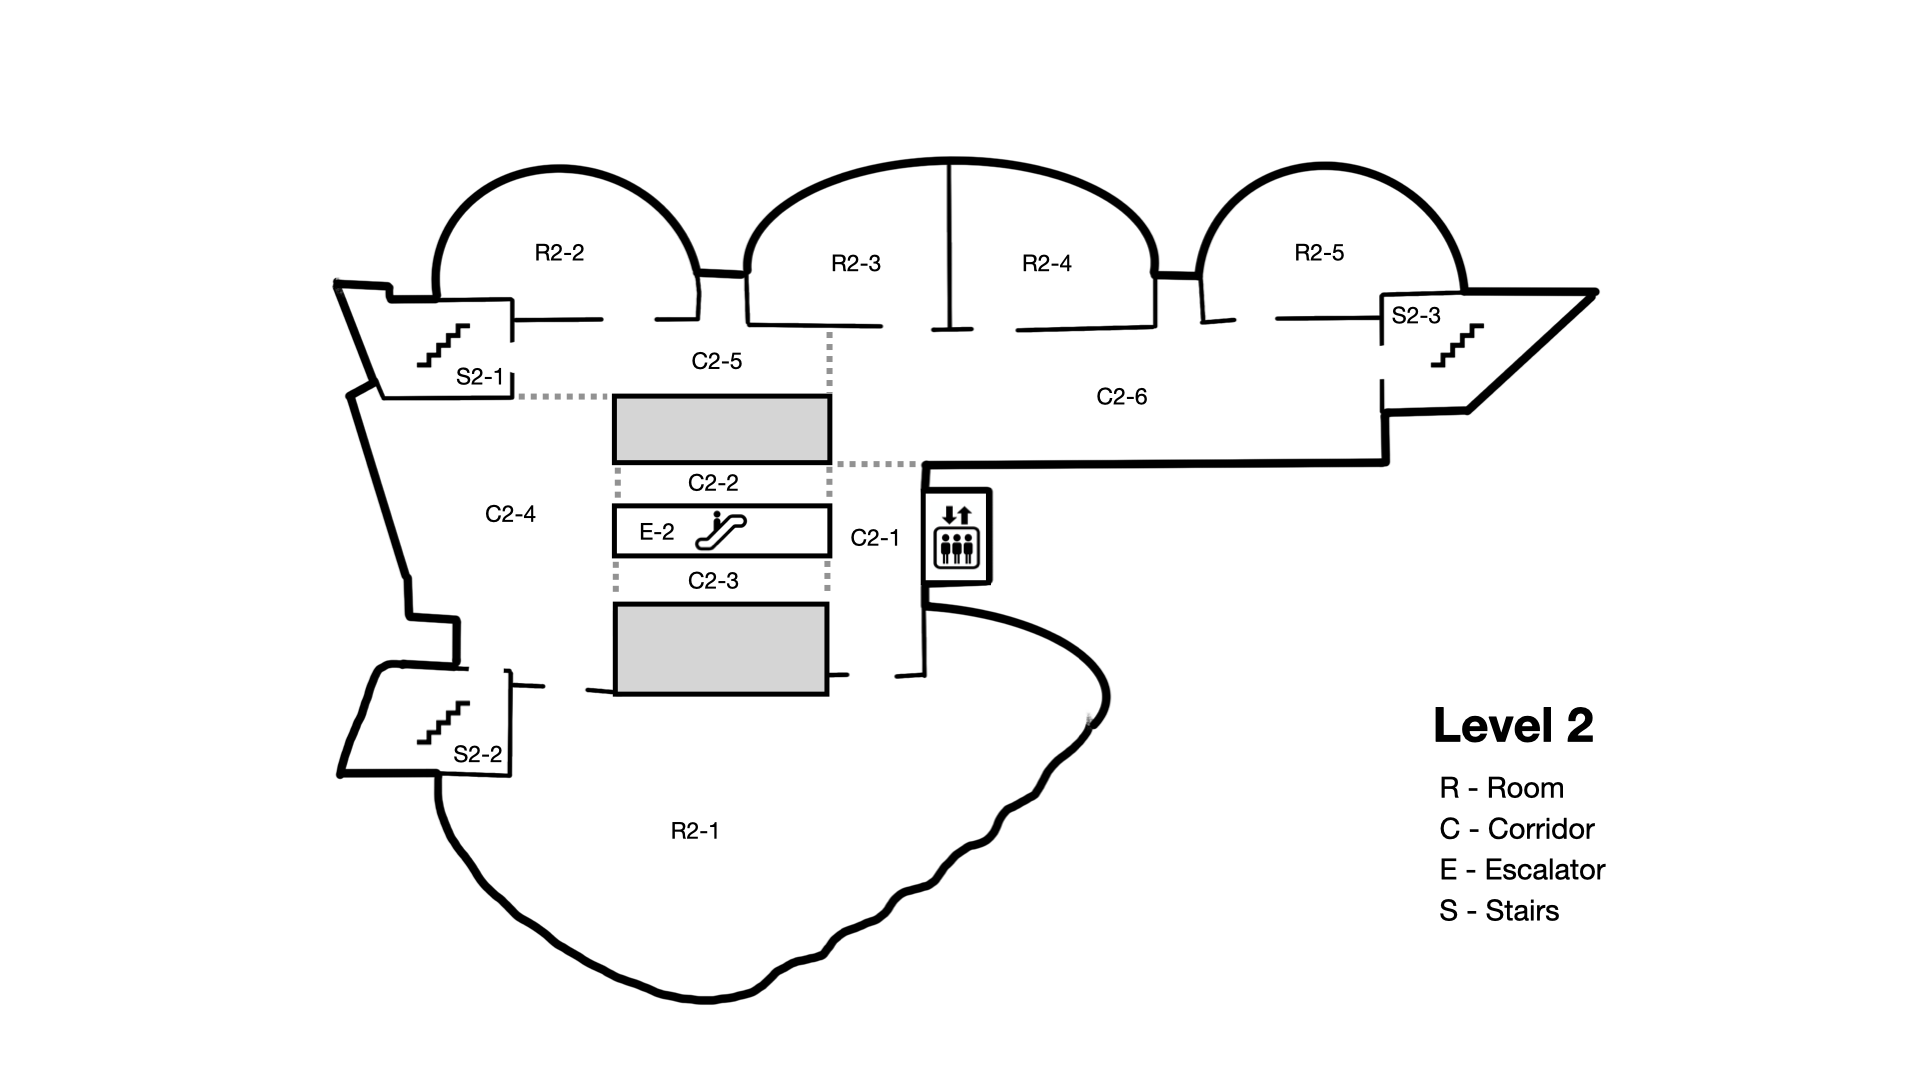 R2-2
R2-3
R2-4
R2-5
S2-3
S2-1
C2-5
C2-6
C2-2
C2-4
E-2
C2-1
C2-3
S2-2
R2-1
Level 2
R - Room
C - Corridor
E - Escalator
S - Stairs